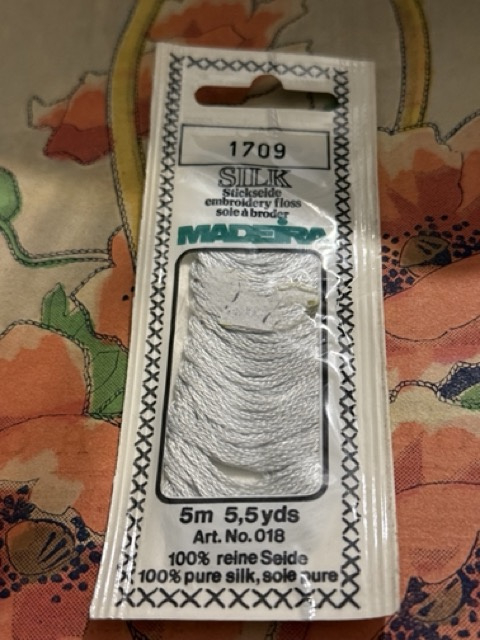 1709
SILK
Stickseide
embroidery floss
soie à broder
MADEIRA
5m 5,5yds
Art. No. 018
100% reine Seide
100% pure silk, soie pure